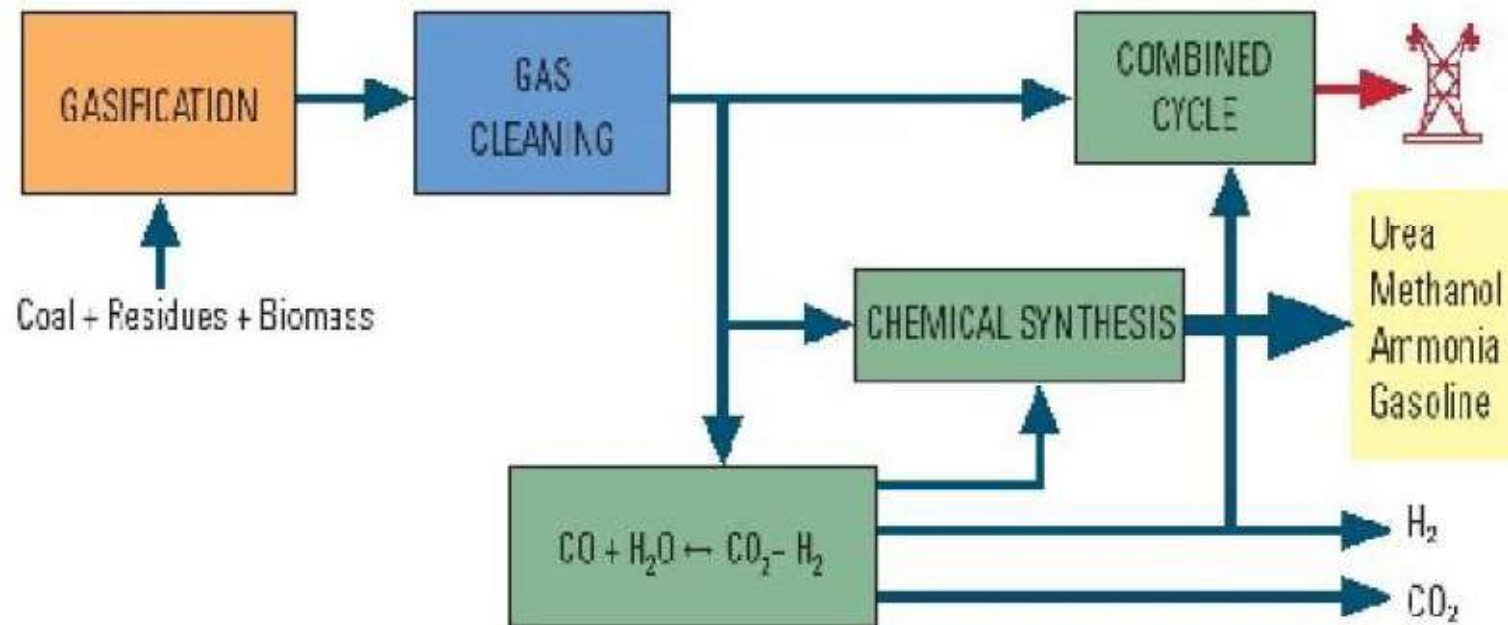 GASIFICATION
GAS
CLEANING
COMBINED
CYCLE
Coal + Residues + Biomass
CHEMICAL SYNTHESIS
Urea
Methanol
Ammonia
Gasoline
CO + H₂O ↔ CO₂– H₂
H₂
CO₂